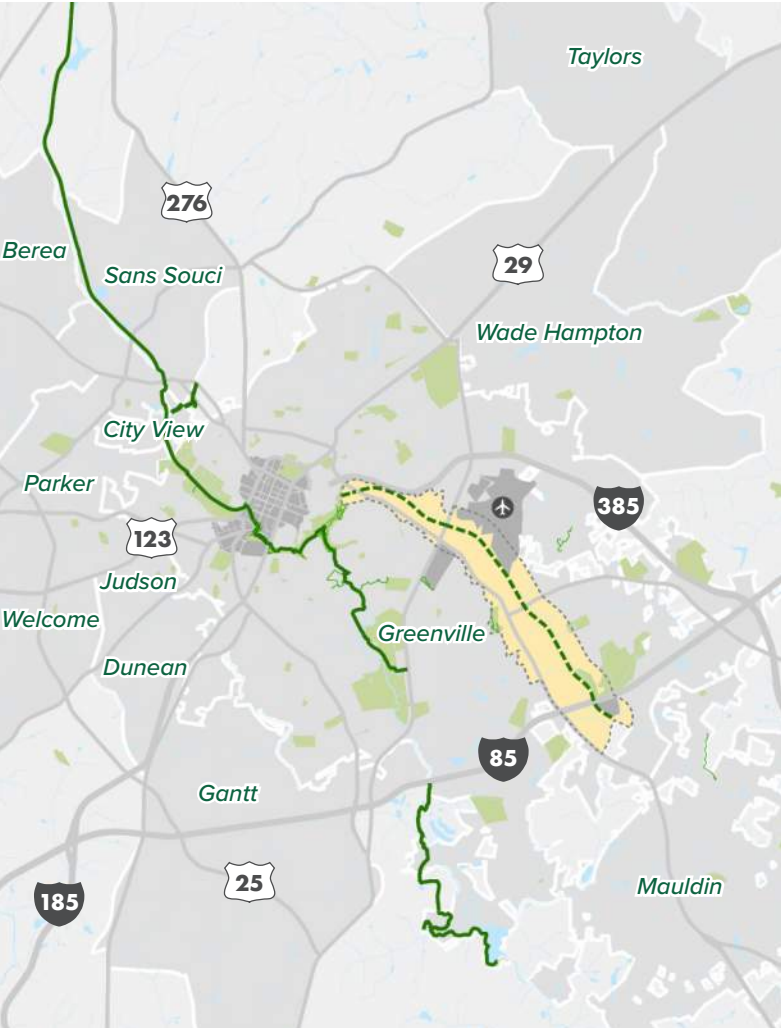 Taylors
276
Berea
29
Sans Souci
Wade Hampton
City View
Parker
385
123
Judson
Welcome
Greenville
Dunean
85
Gantt
25
Mauldin
185